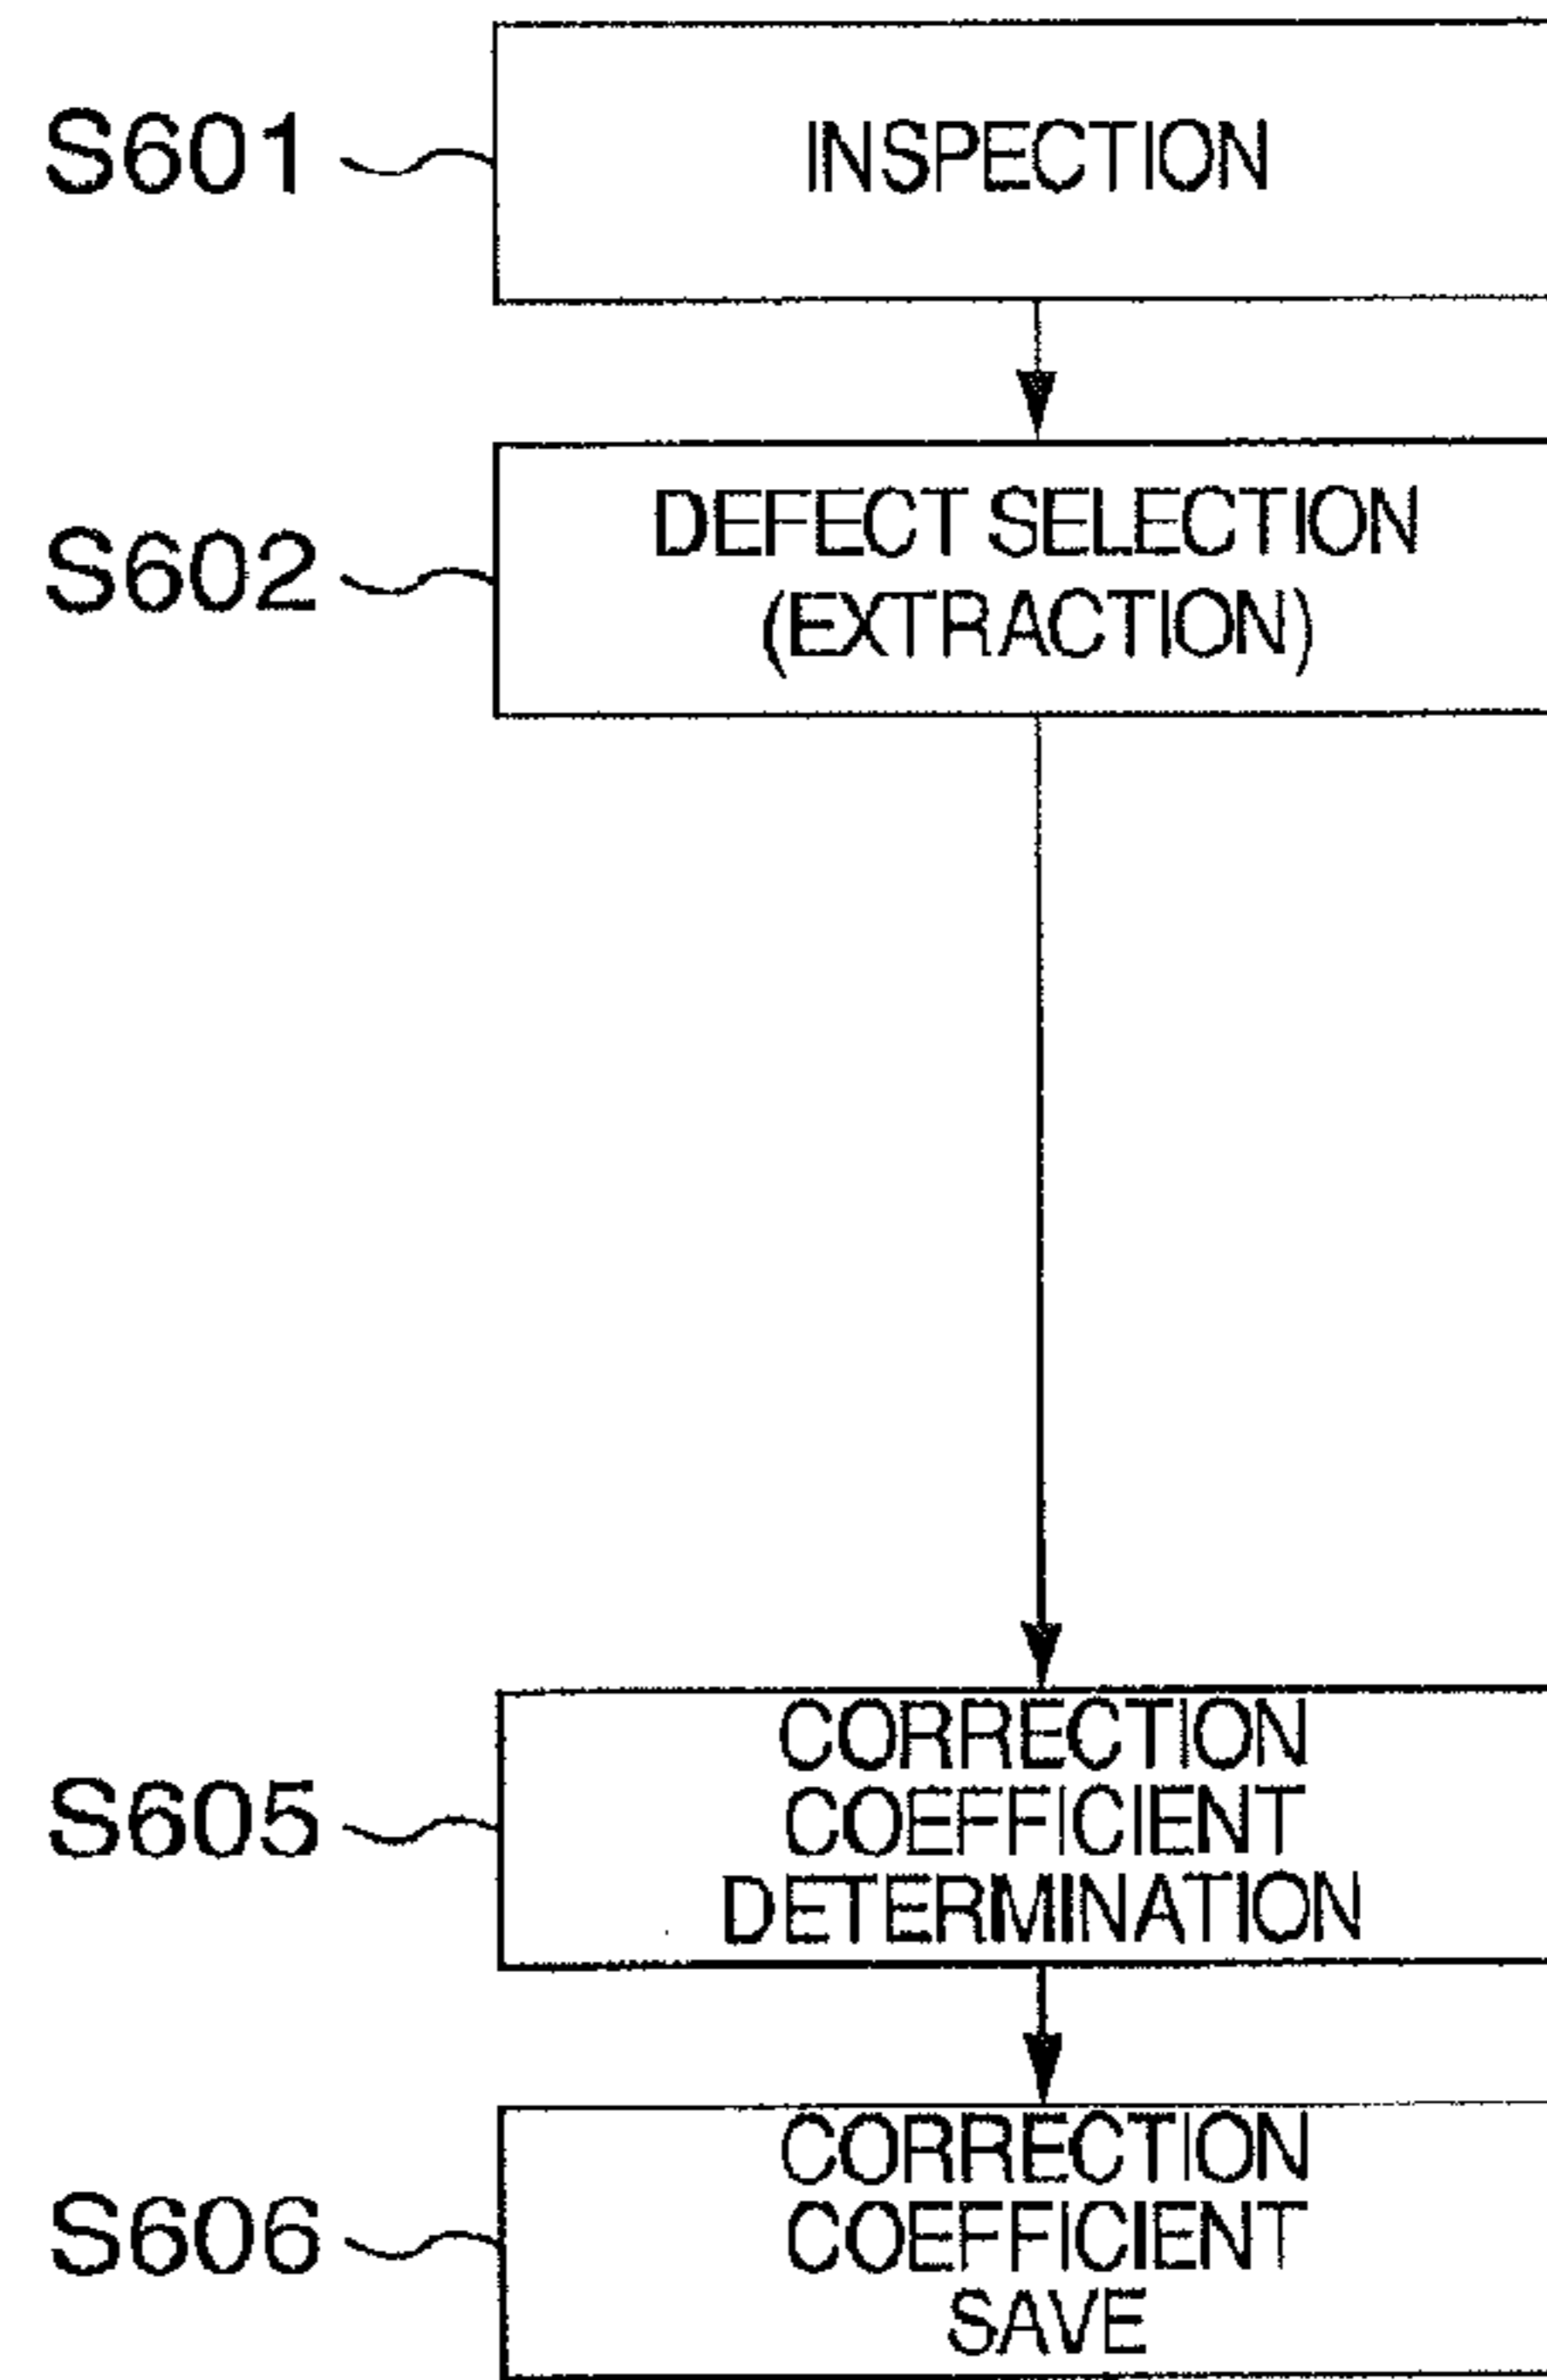 S601
INSPECTION
S602
DEFECT SELECTION
(EXTRACTION)
S605
CORRECTION
COEFFICIENT
DETERMINATION
S606
CORRECTION
COEFFICIENT
SAVE